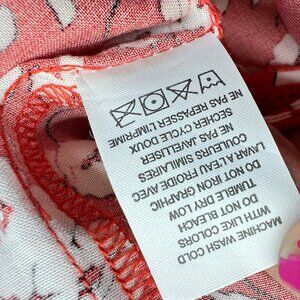 MACHINE WASH COLD
WITH LIKE COLORS
DO NOT BLEACH
TUMBLE DRY LOW
DO NOT IRON GRAPHIC
LAVER A L'EAU FROIDE AVEC
COULEURS SIMILAIRES
NE PAS JAVELLISER
SECHER CYCLE DOUX
NE PAS REPASSER L'IMPRIME